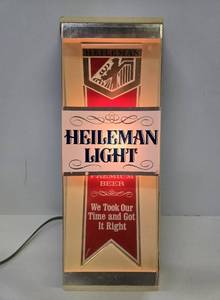 HEILEMAN
HEILEMAN
LIGHT
PREMIUM
BEER
We Took Our
Time and Got
It Right